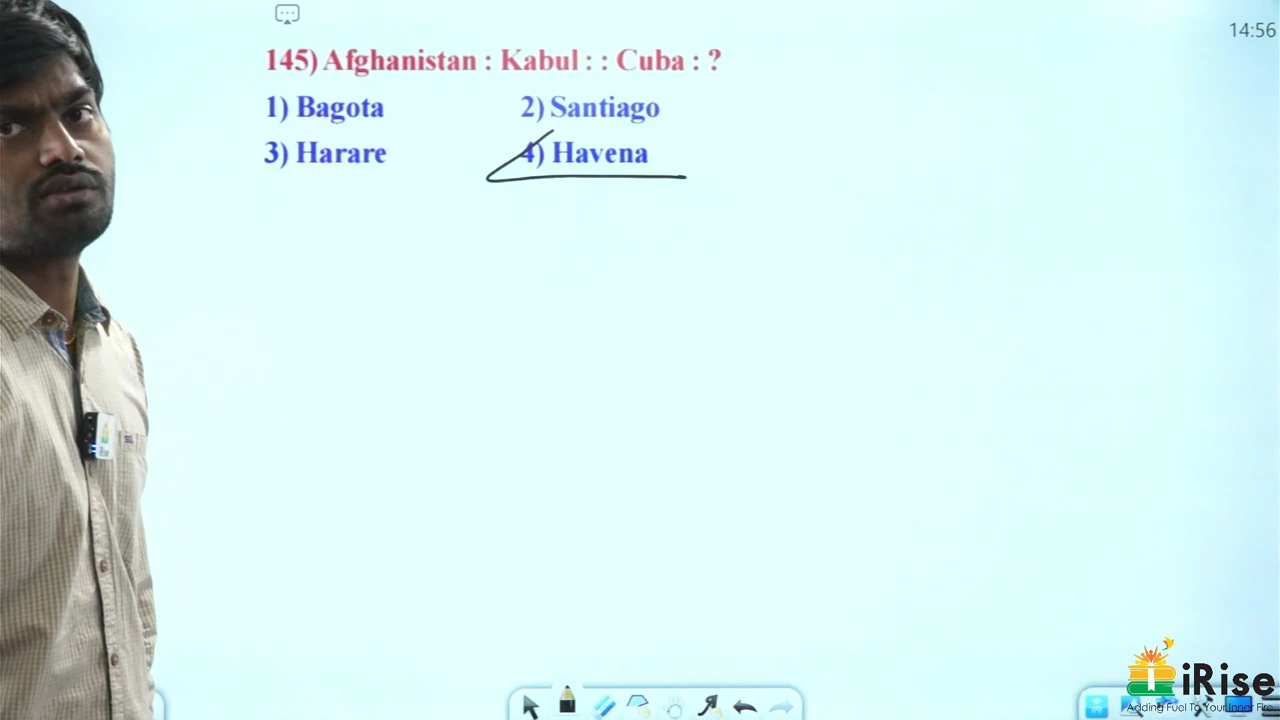 14:56
145) Afghanistan : Kabul : : Cuba : ?
1) Bagota 2) Santiago
3) Harare 4) Havena
iRise
Adding Fuel To Your Inner Fire